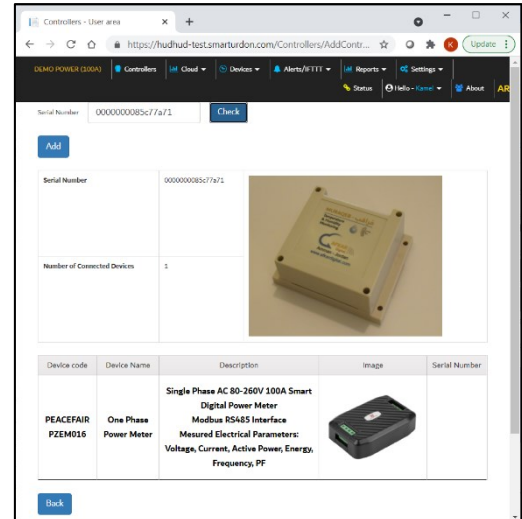 Controllers - User area
https://hudhud-test.smarturdon.com/Controllers/AddContr...
K
Update
DEMO POWER (100A) Controllers Cloud Devices Alerts/IFTTT Reports Settings
Status Hello - Kamel About AR
Serial Number 0000000085c77a71 Check
Add
Serial Number 0000000085c77a71
Number of Connected Devices 1
Device code Device Name Description Image Serial Number
PEACEFAIR PZEM016
One Phase Power Meter
Single Phase AC 80-260V 100A Smart
Digital Power Meter
Modbus RS485 Interface
Mesured Electrical Parameters:
Voltage, Current, Active Power, Energy,
Frequency, PF
Back